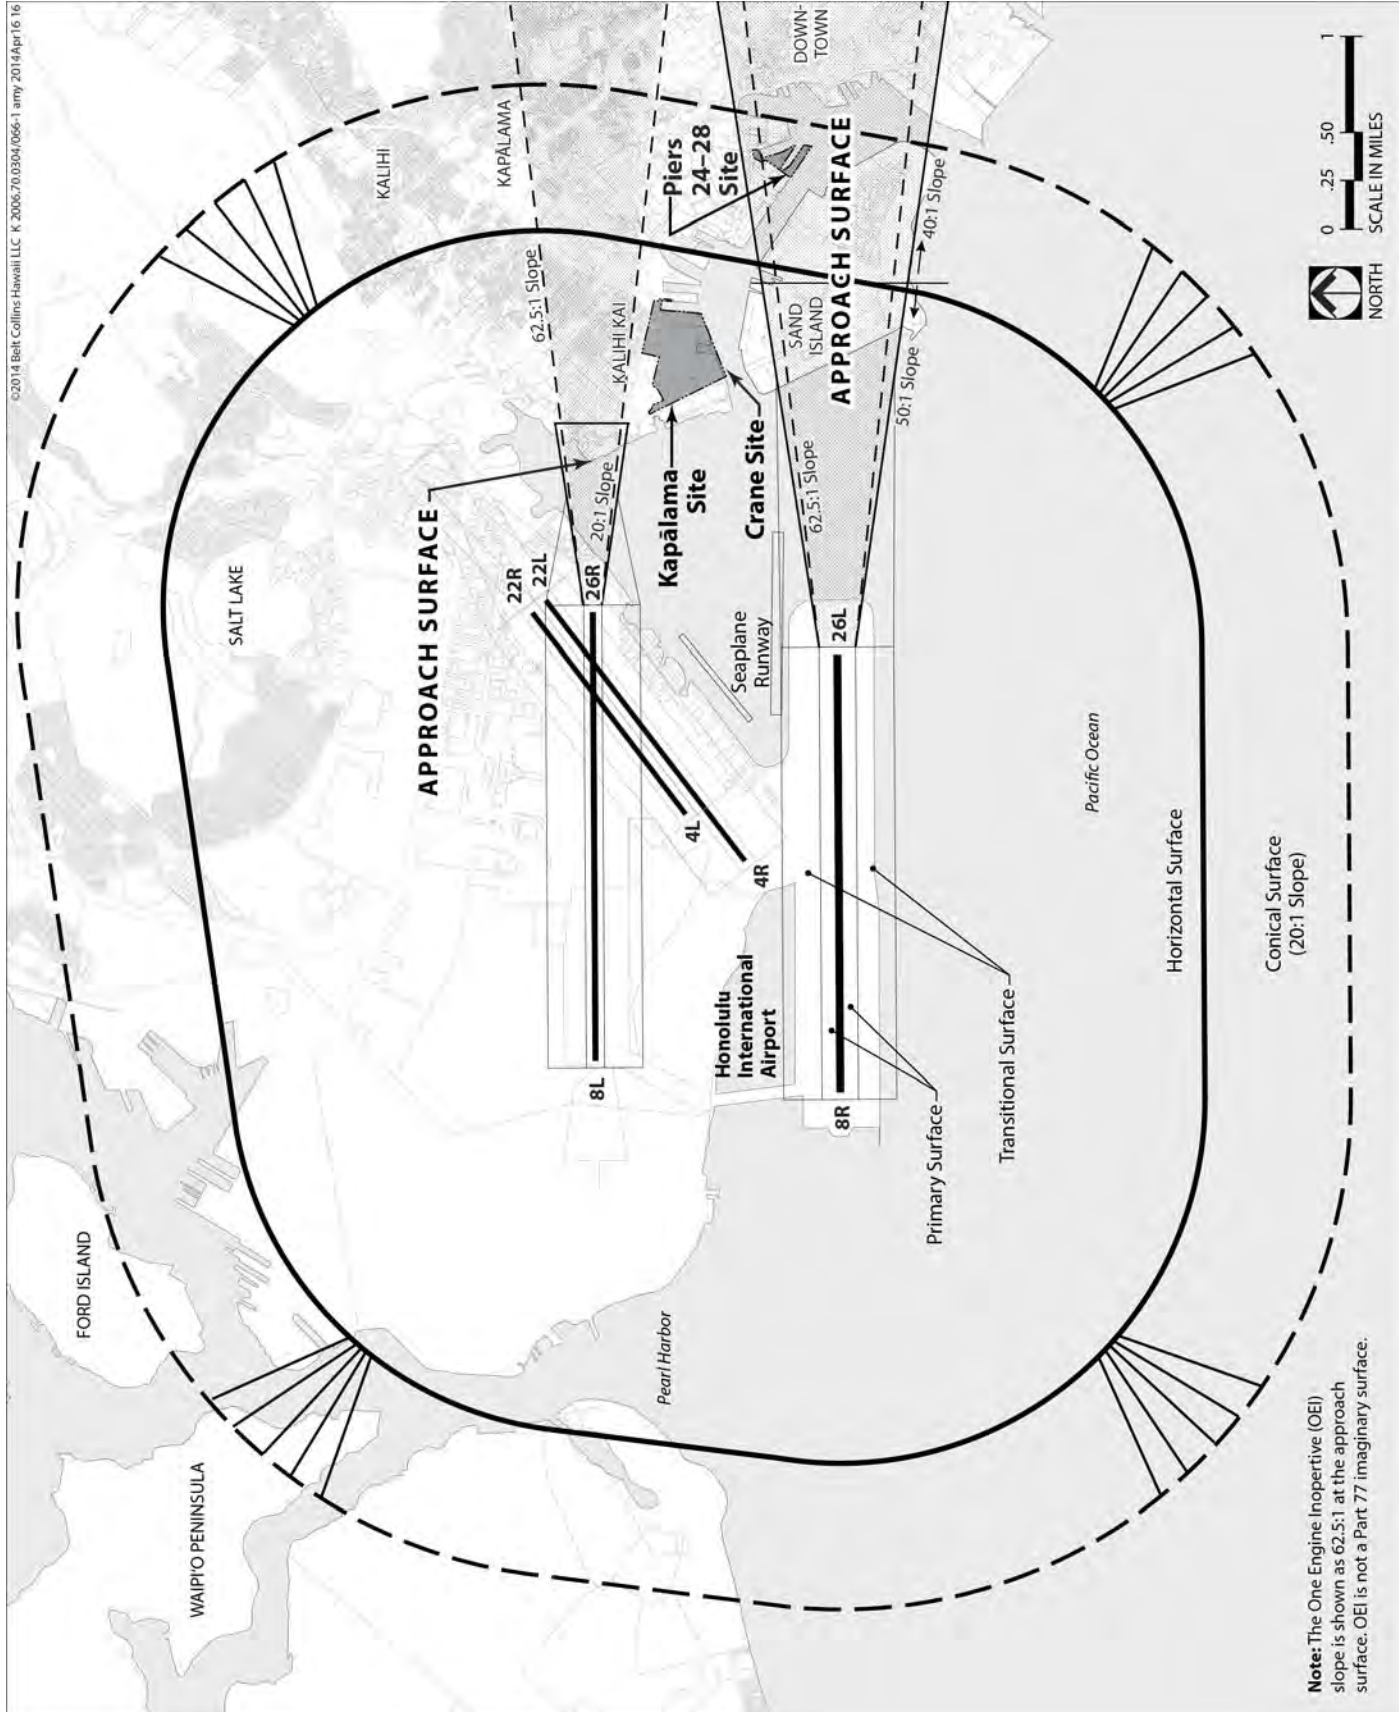 ©2014 Belt Collins Hawaii LLC K 2006.70.0304/066-1 amy 2014Apr16 16
FORD ISLAND
WAIPI'O PENINSULA
SALT LAKE
KALIHI
KAPĀLAMA
DOWN-
TOWN
Piers
24–28
Site
62.5:1 Slope
KALIHI KAI
APPROACH SURFACE
20:1 Slope
22R
22L
26R
8L
4L
4R
Kapālama
Site
Crane Site
SAND
ISLAND
APPROACH SURFACE
40:1 Slope
50:1 Slope
62.5:1 Slope
Seaplane
Runway
26L
8R
Honolulu
International
Airport
Pearl Harbor
Primary Surface
Transitional Surface
Pacific Ocean
Horizontal Surface
Conical Surface
(20:1 Slope)
Note: The One Engine Inopertive (OEI)
slope is shown as 62.5:1 at the approach
surface. OEI is not a Part 77 imaginary surface.
NORTH
0 .25 .50 1
SCALE IN MILES